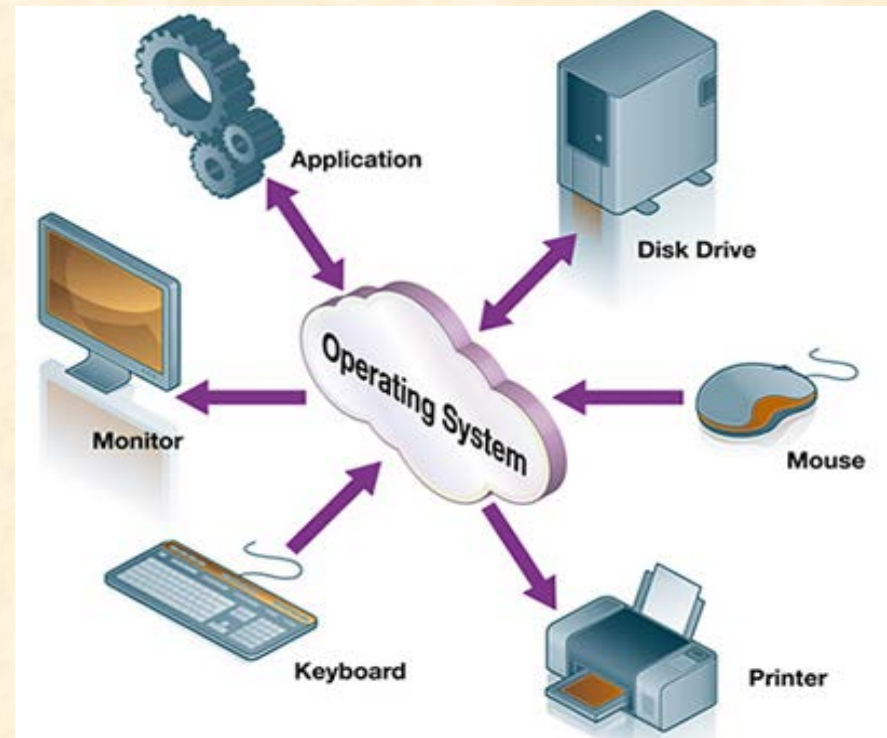 Application
Disk Drive
Operating System
Monitor
Mouse
Keyboard
Printer